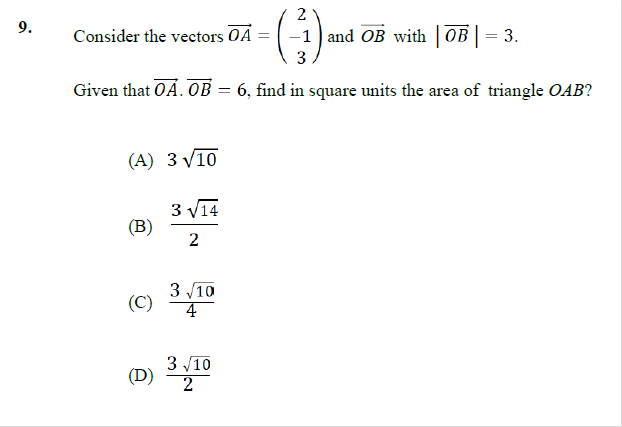 9. Consider the vectors $\overrightarrow{OA} = \begin{pmatrix} 2 \\ -1 \\ 3 \end{pmatrix}$ and $\overrightarrow{OB}$ with $|\overrightarrow{OB}| = 3$.
Given that $\overrightarrow{OA}. \overrightarrow{OB} = 6$, find in square units the area of triangle OAB?
(A) $3\sqrt{10}$
(B) $\frac{3\sqrt{14}}{2}$
(C) $\frac{3\sqrt{10}}{4}$
(D) $\frac{3\sqrt{10}}{2}$